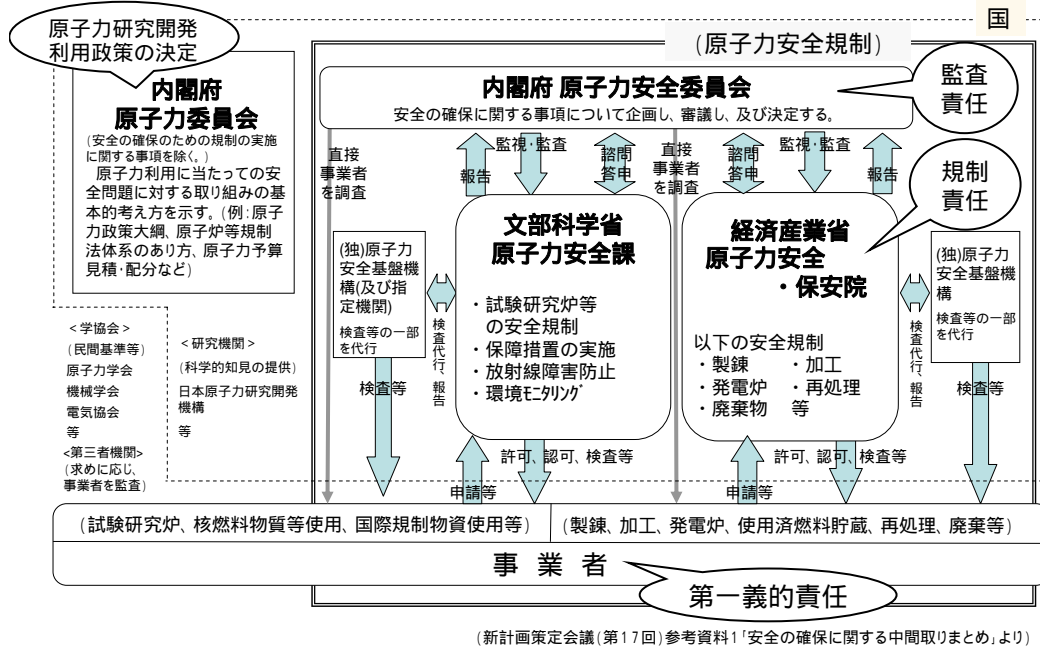 国
原子力研究開発
利用政策の決定
内閣府
原子力委員会
(安全の確保のための規制の実施
に関する事項を除く。)
原子力利用に当たっての安
全問題に対する取り組みの基
本的考え方を示す。(例:原子
力政策大綱、原子炉等規制
法体系のあり方、原子力予算
見積・配分など)
(原子力安全規制)
内閣府 原子力安全委員会
安全の確保に関する事項について企画し、審議し、及び決定する。
監査
責任
規制
責任
直接
事業者
を調査
報告
監視・監査
諮問
答申
直接
事業者
を調査
諮問
答申
監視・監査
報告
(独)原子力
安全基盤機
構(及び指
定機関)
検査等の一部
を代行
検査代行、報告
文部科学省
原子力安全課
・試験研究炉等
の安全規制
・保障措置の実施
・放射線障害防止
・環境モニタリング
経済産業省
原子力安全
・保安院
以下の安全規制
・製錬 ・加工
・発電炉 ・再処理
・廃棄物 等
検査代行、報告
(独)原子力
安全基盤機
構
検査等の一部
を代行
<学協会>
(民間基準等)
原子力学会
機械学会
電気協会
等
<第三者機関>
(求めに応じ、
事業者を監査)
<研究機関>
(科学的知見の提供)
日本原子力研究開発
機構
等
検査等
申請等
許可、認可、検査等
申請等
許可、認可、検査等
検査等
(試験研究炉、核燃料物質等使用、国際規制物資使用等)
(製錬、加工、発電炉、使用済燃料貯蔵、再処理、廃棄等)
事業者
第一義的責任
(新計画策定会議(第17回)参考資料1「安全の確保に関する中間取りまとめ」より)